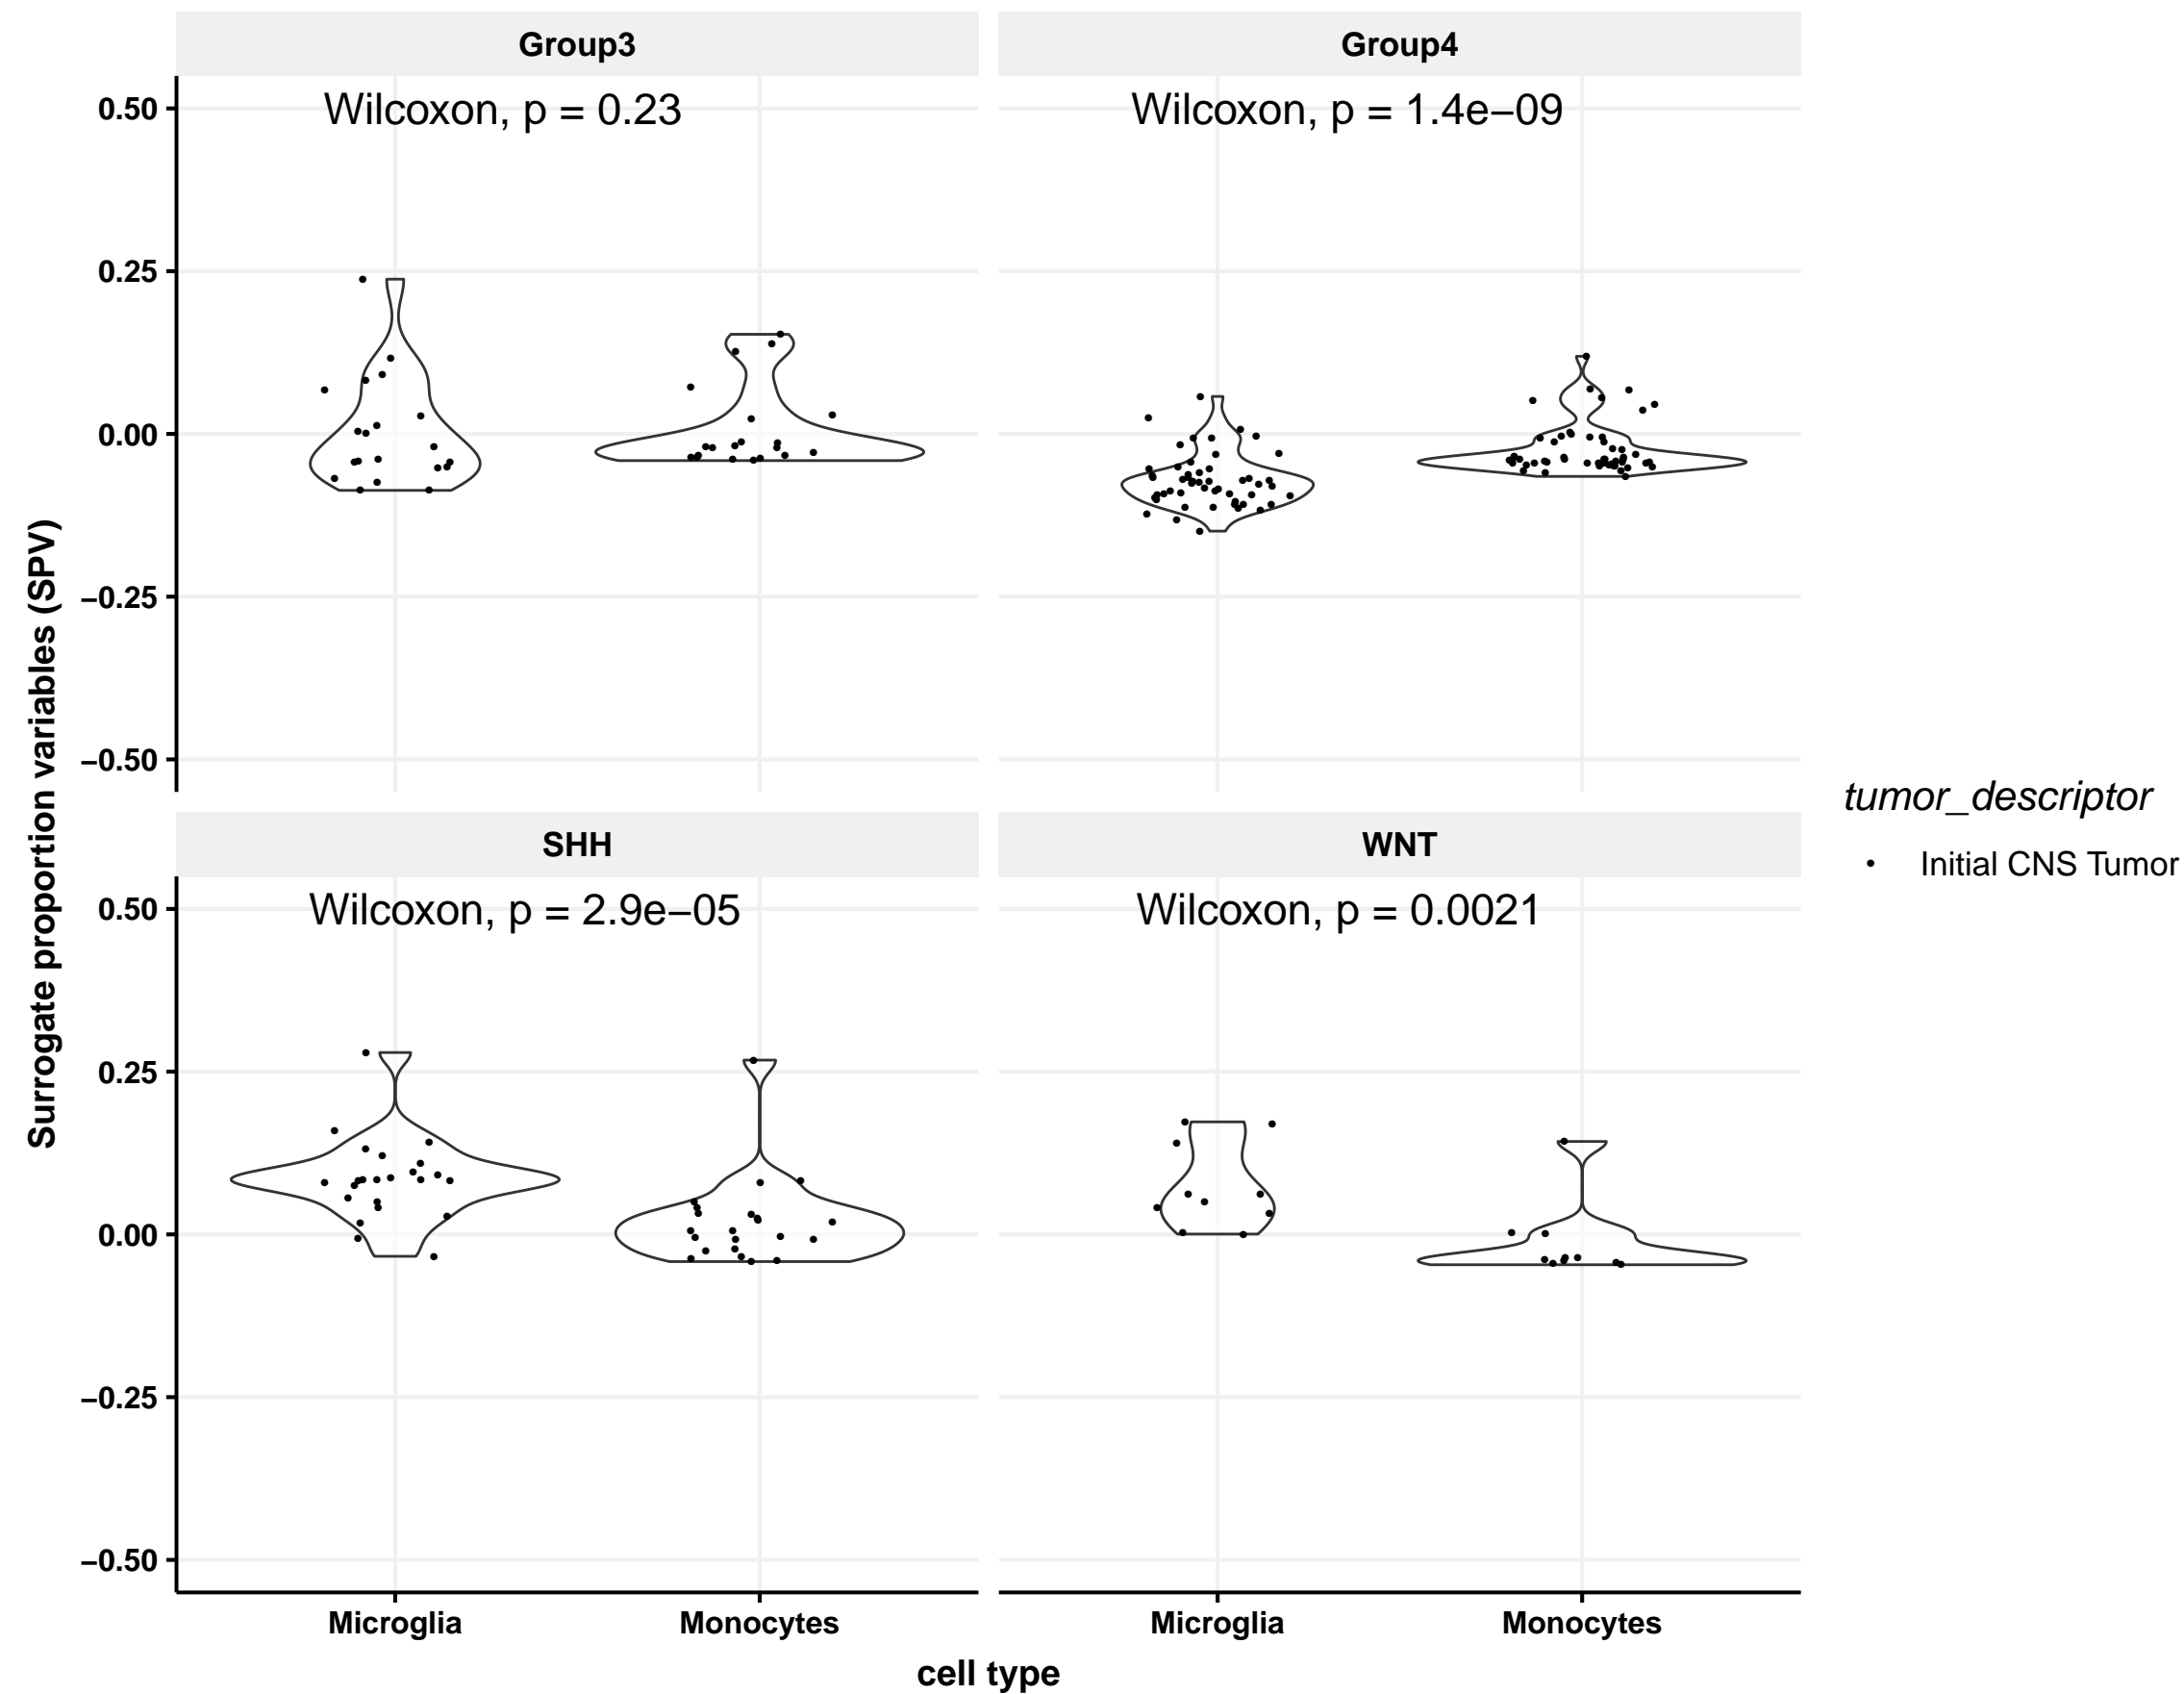 Group3
Group4
Wilcoxon, p = 0.23
Wilcoxon, p = 1.4e−09
0.50
0.25
0.00
−0.25
−0.50
SHH
WNT
Wilcoxon, p = 2.9e−05
Wilcoxon, p = 0.0021
0.50
0.25
0.00
−0.25
−0.50
Microglia
Monocytes
Microglia
Monocytes
cell type
Surrogate proportion variables (SPV)
tumor_descriptor
Initial CNS Tumor